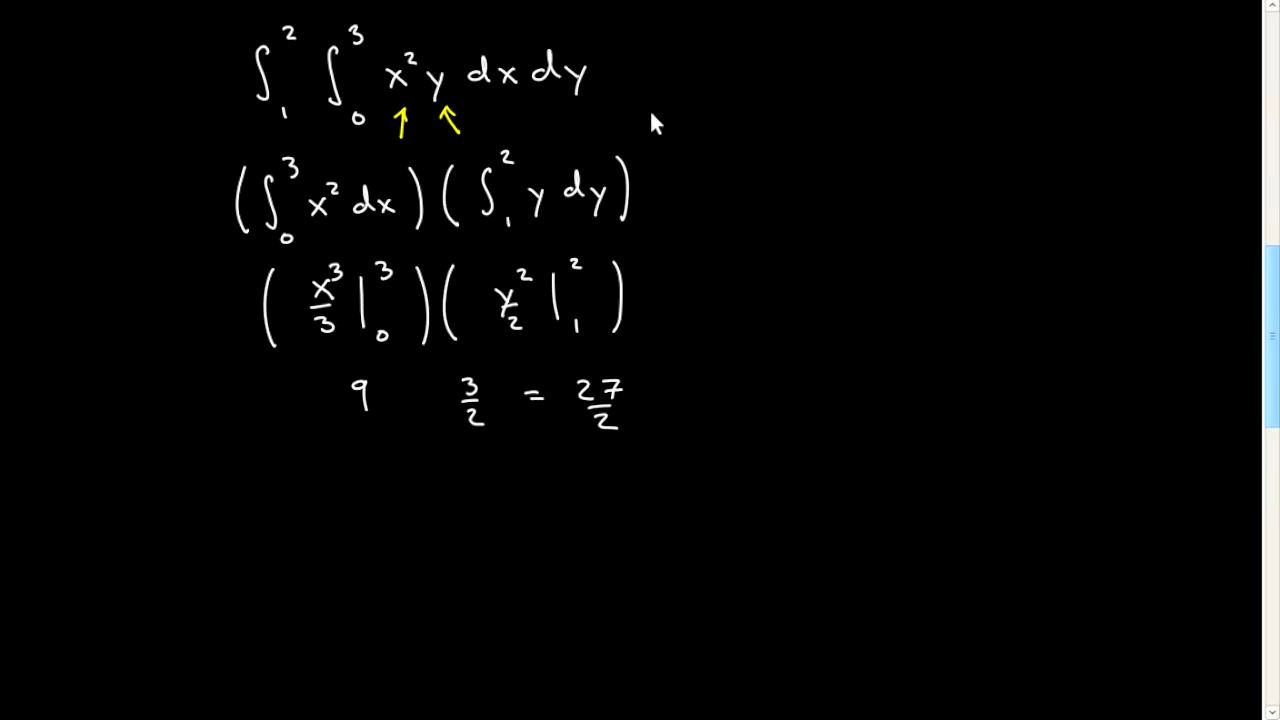 ∫₁² ∫₀³ x² y dx dy
(∫₀³ x² dx) (∫₁² y dy)
(x³/3 |₀³) (y²/2 |₁²)
9 3/2 = 27/2